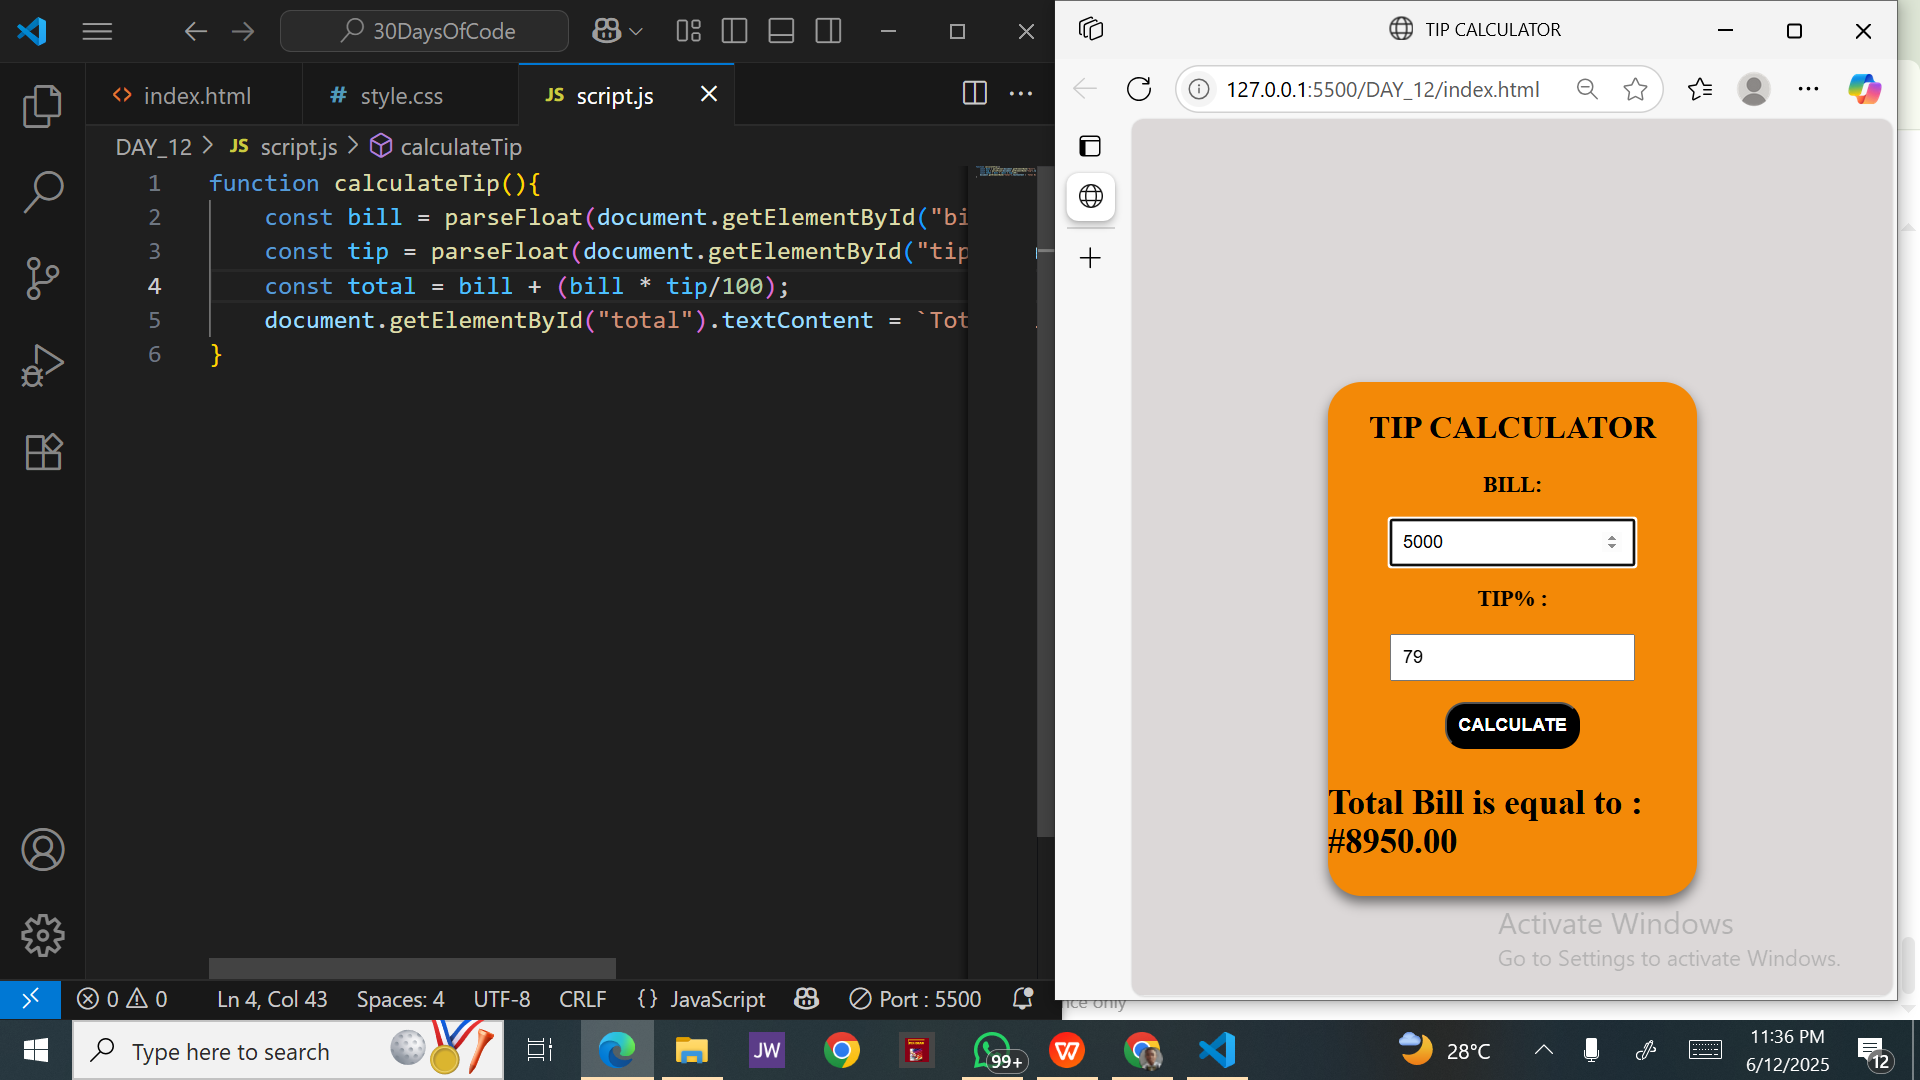 30DaysOfCode
index.html
# style.css
JS script.js
DAY_12 > JS script.js > calculateTip
1 function calculateTip(){
2 const bill = parseFloat(document.getElementById("bi
3 const tip = parseFloat(document.getElementById("tip
4 const total = bill + (bill * tip/100);
5 document.getElementById("total").textContent = `Tot
6 }
0 0
Ln 4, Col 43
Spaces: 4
UTF-8
CRLF
{} JavaScript
Port : 5500
TIP CALCULATOR
127.0.0.1:5500/DAY_12/index.html
TIP CALCULATOR
BILL:
5000
TIP% :
79
CALCULATE
Total Bill is equal to :
#8950.00
Activate Windows
Go to Settings to activate Windows.
nce only
Type here to search
JW
99+
W
28°C
11:36 PM
6/12/2025
12